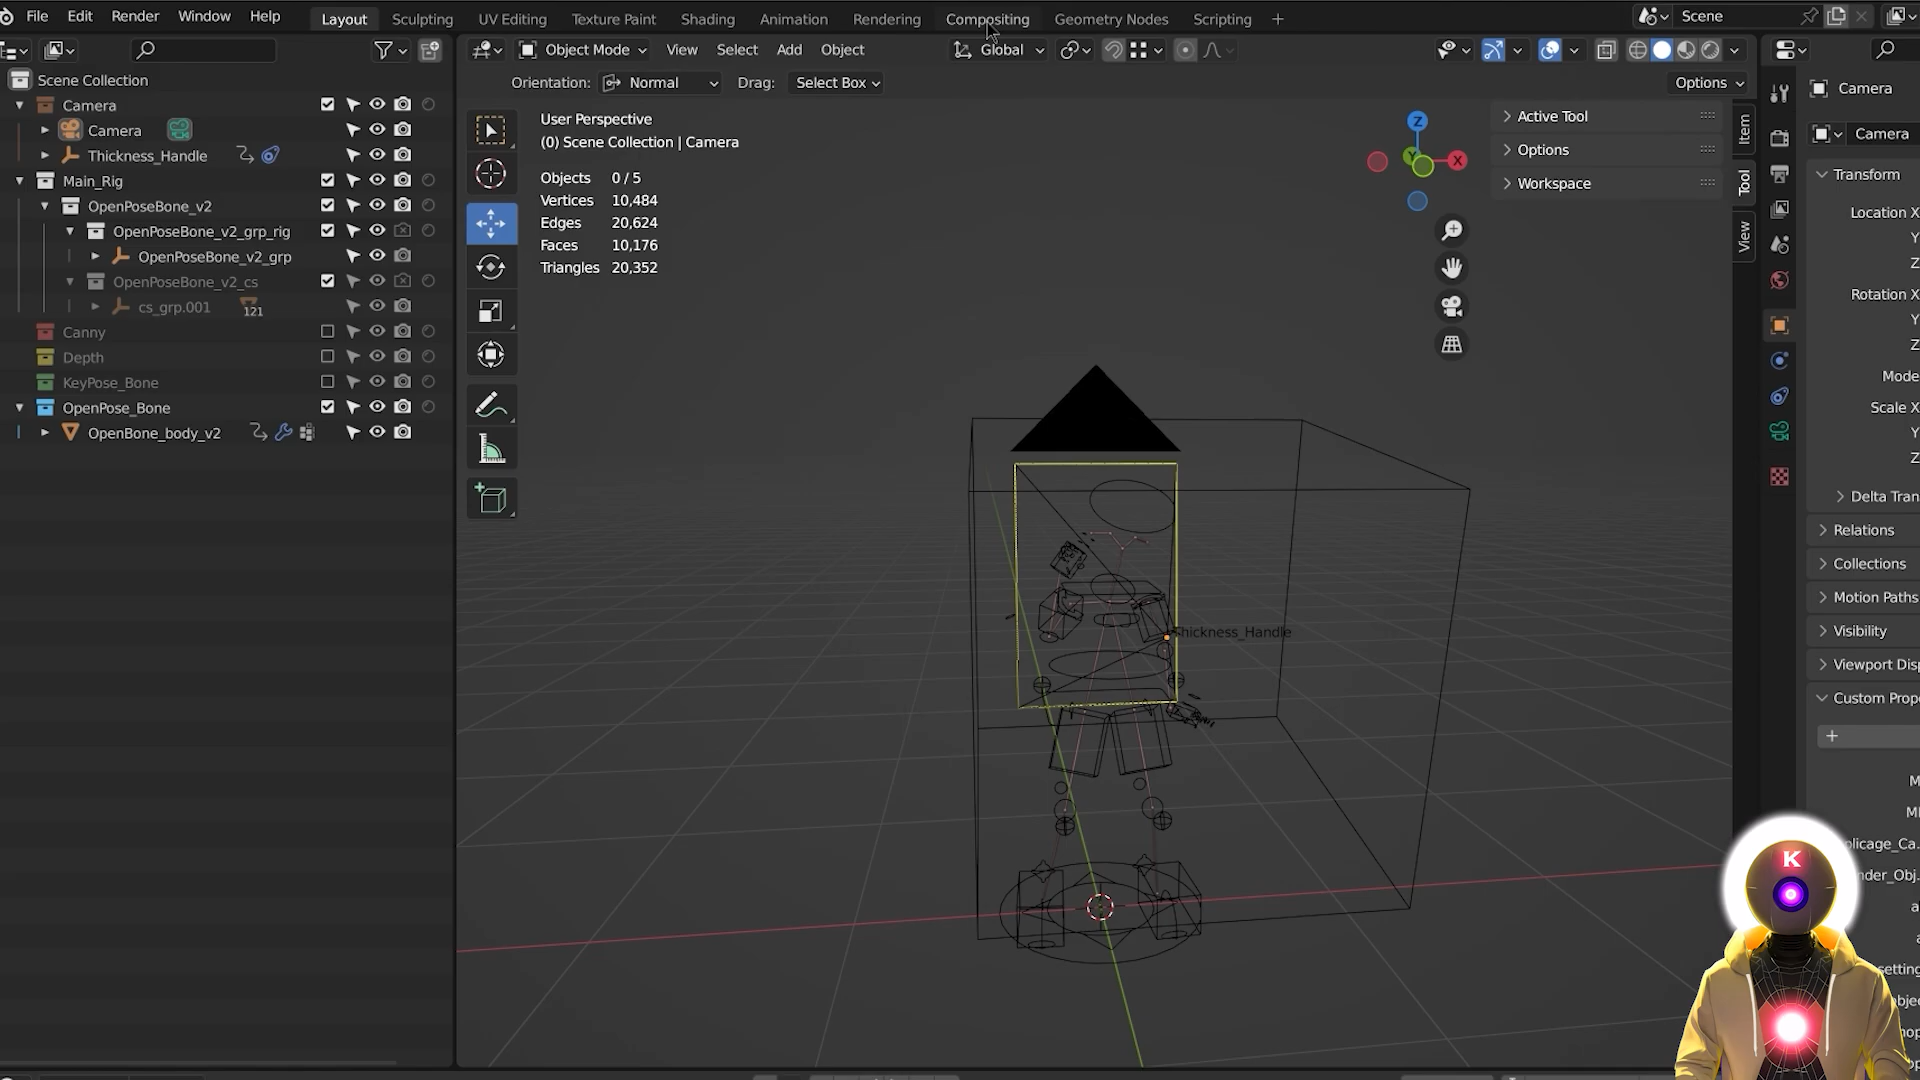 File Edit Render Window Help Layout Sculpting UV Editing Texture Paint Shading Animation Rendering Compositing Geometry Nodes Scripting + Scene
Object Mode View Select Add Object Global
Orientation: Normal Drag: Select Box Options
Scene Collection
Camera
Camera
Thickness_Handle
Main_Rig
OpenPoseBone_v2
OpenPoseBone_v2_grp_rig
OpenPoseBone_v2_grp
OpenPoseBone_v2_cs
cs_grp.001 121
Canny
Depth
KeyPose_Bone
OpenPose_Bone
OpenBone_body_v2
User Perspective
(0) Scene Collection | Camera
Objects 0 / 5
Vertices 10,484
Edges 20,624
Faces 10,176
Triangles 20,352
Thickness_Handle
Z
Y
X
Active Tool
Options
Workspace
Item
Tool
View
Camera
Camera
Transform
Location X
Y
Z
Rotation X
Y
Z
Mode
Scale X
Y
Z
Delta Tran
Relations
Collections
Motion Paths
Visibility
Viewport Disp
Custom Prope
+
plicage_Ca..
nder_Obj..
setting
K